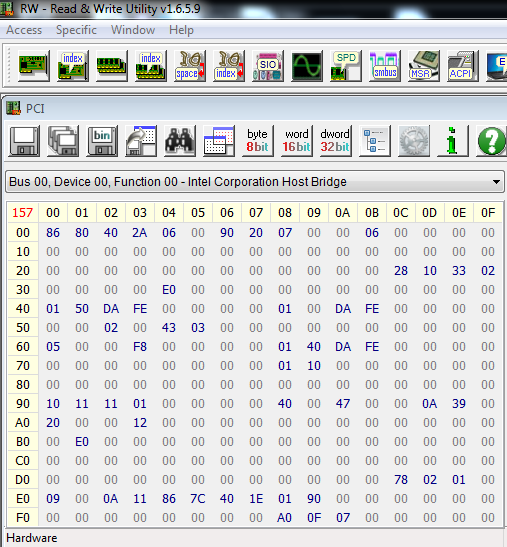 RW - Read & Write Utility v1.6.5.9
Access Specific Window Help
index 10 space 10 index SIO SPD smbus MSR ACPI E
PCI
bin byte 8bit word 16bit dword 32bit
Bus 00, Device 00, Function 00 - Intel Corporation Host Bridge
157 00 01 02 03 04 05 06 07 08 09 0A 0B 0C 0D 0E 0F
00 86 80 40 2A 06 00 90 20 07 00 00 06 00 00 00 00
10 00 00 00 00 00 00 00 00 00 00 00 00 00 00 00 00
20 00 00 00 00 00 00 00 00 00 00 00 00 28 10 33 02
30 00 00 00 00 E0 00 00 00 00 00 00 00 00 00 00 00
40 01 50 DA FE 00 00 00 00 01 00 DA FE 00 00 00 00
50 00 00 02 00 43 03 00 00 00 00 00 00 00 00 00 00
60 05 00 00 F8 00 00 00 00 01 40 DA FE 00 00 00 00
70 00 00 00 00 00 00 00 00 01 10 00 00 00 00 00 00
80 00 00 00 00 00 00 00 00 00 00 00 00 00 00 00 00
90 10 11 11 01 00 00 00 00 40 00 47 00 00 0A 39 00
A0 20 00 00 12 00 00 00 00 00 00 00 00 00 00 00 00
B0 00 E0 00 00 00 00 00 00 00 00 00 00 00 00 00 00
C0 00 00 00 00 00 00 00 00 00 00 00 00 00 00 00 00
D0 00 00 00 00 00 00 00 00 00 00 00 00 78 02 01 00
E0 09 00 0A 11 86 7C 40 1E 01 90 00 00 00 00 00 00
F0 00 00 00 00 00 00 00 00 A0 0F 07 00 00 00 00 00
Hardware